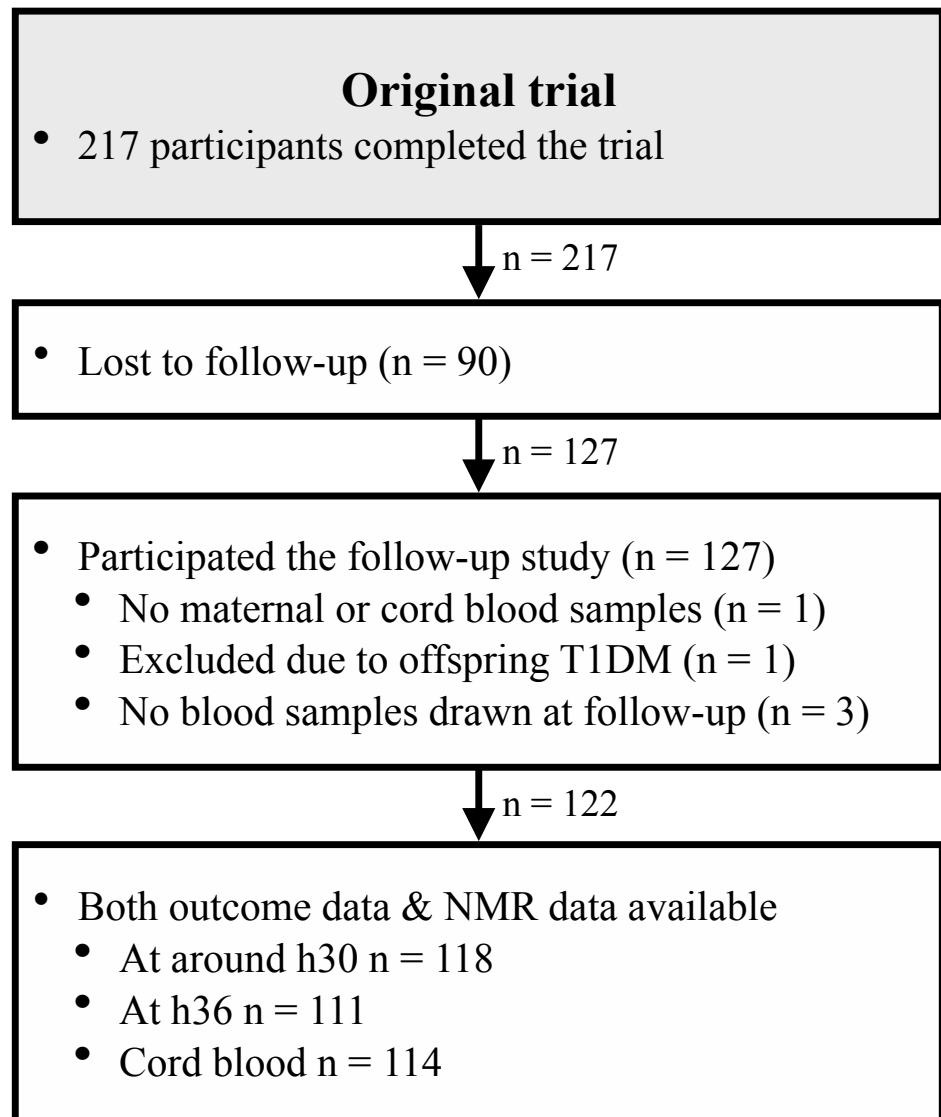 Original trial
• 217 participants completed the trial
n = 217
• Lost to follow-up (n = 90)
n = 127
• Participated the follow-up study (n = 127)
• No maternal or cord blood samples (n = 1)
• Excluded due to offspring T1DM (n = 1)
• No blood samples drawn at follow-up (n = 3)
n = 122
• Both outcome data & NMR data available
• At around h30 n = 118
• At h36 n = 111
• Cord blood n = 114